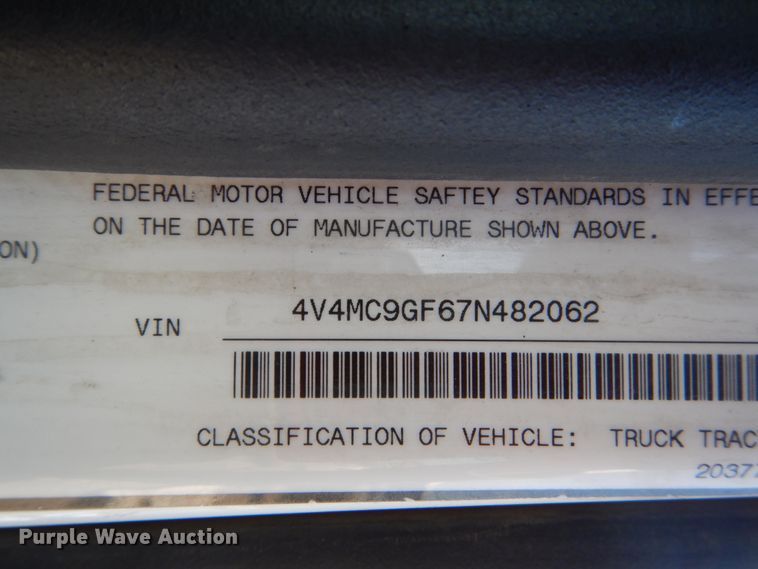 FEDERAL MOTOR VEHICLE SAFTEY STANDARDS IN EFFE
ON THE DATE OF MANUFACTURE SHOWN ABOVE.
ON)
VIN 4V4MC9GF67N482062
CLASSIFICATION OF VEHICLE: TRUCK TRAC
2037
Purple Wave Auction